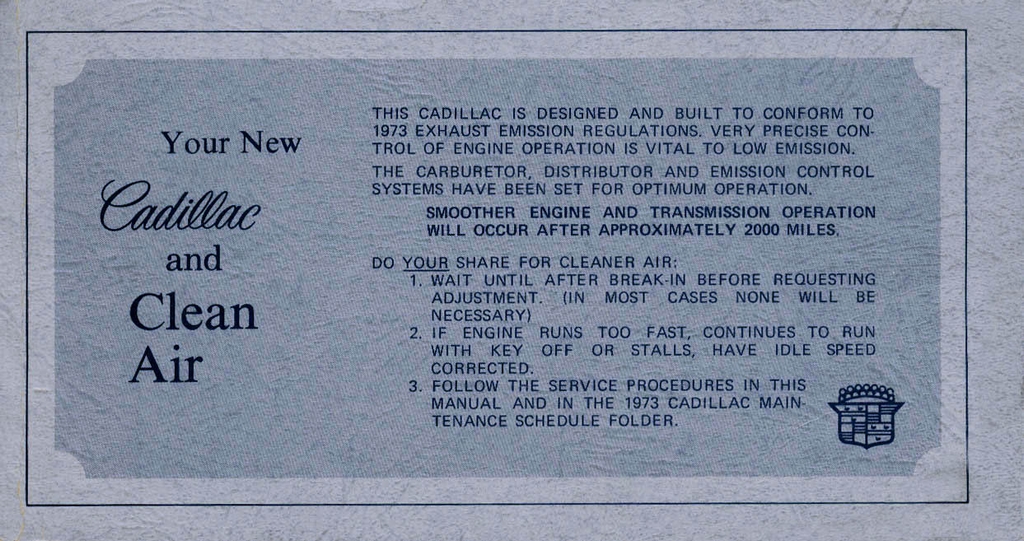 Your New
Cadillac
and
Clean
Air
THIS CADILLAC IS DESIGNED AND BUILT TO CONFORM TO
1973 EXHAUST EMISSION REGULATIONS. VERY PRECISE CON-
TROL OF ENGINE OPERATION IS VITAL TO LOW EMISSION.
THE CARBURETOR, DISTRIBUTOR AND EMISSION CONTROL
SYSTEMS HAVE BEEN SET FOR OPTIMUM OPERATION.
SMOOTHER ENGINE AND TRANSMISSION OPERATION
WILL OCCUR AFTER APPROXIMATELY 2000 MILES.
DO YOUR SHARE FOR CLEANER AIR:
1. WAIT UNTIL AFTER BREAK-IN BEFORE REQUESTING
ADJUSTMENT. (IN MOST CASES NONE WILL BE
NECESSARY)
2. IF ENGINE RUNS TOO FAST, CONTINUES TO RUN
WITH KEY OFF OR STALLS, HAVE IDLE SPEED
CORRECTED.
3. FOLLOW THE SERVICE PROCEDURES IN THIS
MANUAL AND IN THE 1973 CADILLAC MAIN-
TENANCE SCHEDULE FOLDER.